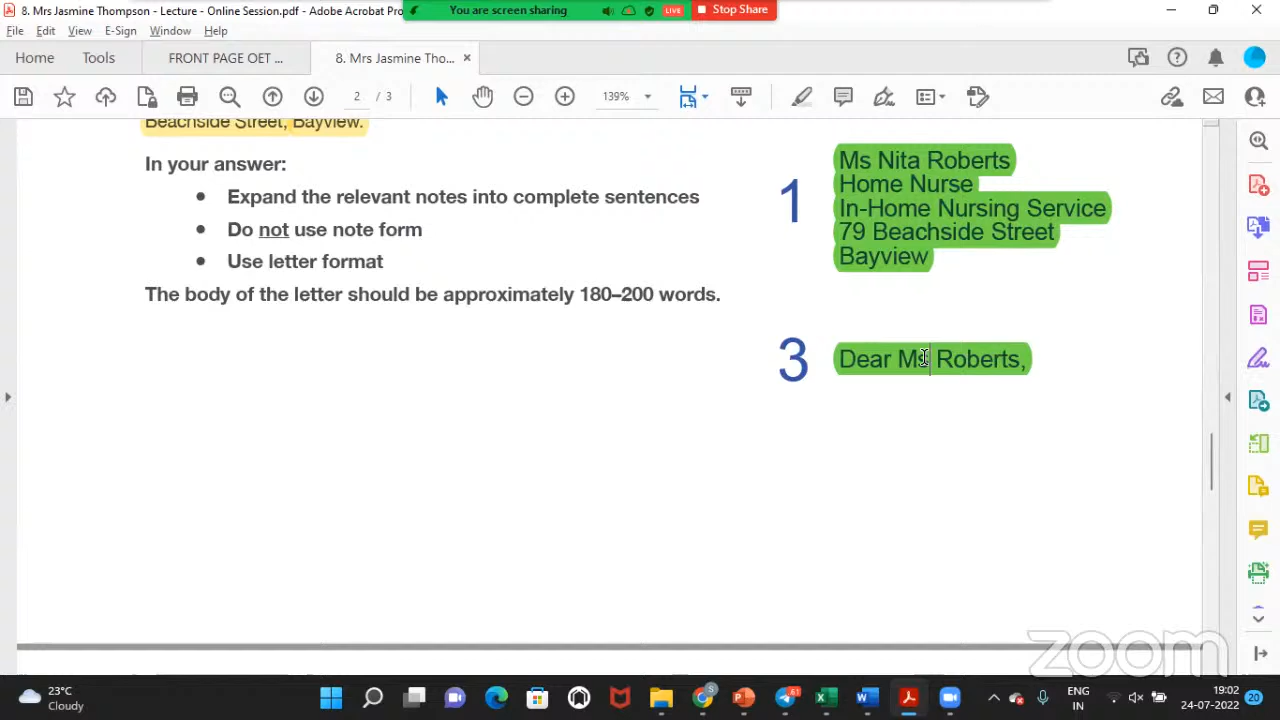 8. Mrs Jasmine Thompson - Lecture - Online Session.pdf - Adobe Acrobat Pro
You are screen sharing
LIVE
Stop Share
File Edit View E-Sign Window Help
Home Tools FRONT PAGE OET ... 8. Mrs Jasmine Tho... ×
2 / 3 139%
Beachside Street, Bayview.
In your answer:
• Expand the relevant notes into complete sentences
• Do not use note form
• Use letter format
The body of the letter should be approximately 180–200 words.
1
Ms Nita Roberts
Home Nurse
In-Home Nursing Service
79 Beachside Street
Bayview
3
Dear Ms Roberts,
zoom
23°C
Cloudy
S
61
ENG
IN
19:02
24-07-2022
20